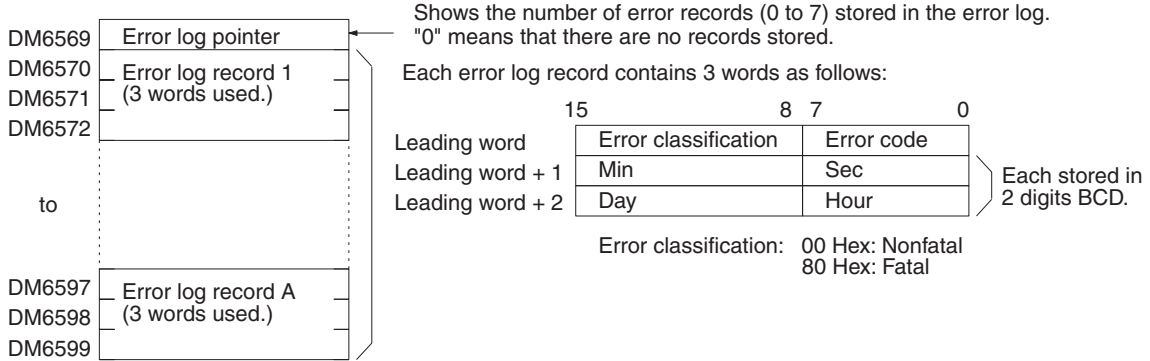 Shows the number of error records (0 to 7) stored in the error log.
"0" means that there are no records stored.
DM6569 Error log pointer
DM6570 Error log record 1
DM6571 (3 words used.)
DM6572
to
DM6597 Error log record A
DM6598 (3 words used.)
DM6599
Each error log record contains 3 words as follows:
15 8 7 0
Leading word Error classification Error code
Leading word + 1 Min Sec
Leading word + 2 Day Hour
Each stored in
2 digits BCD.
Error classification: 00 Hex: Nonfatal
80 Hex: Fatal